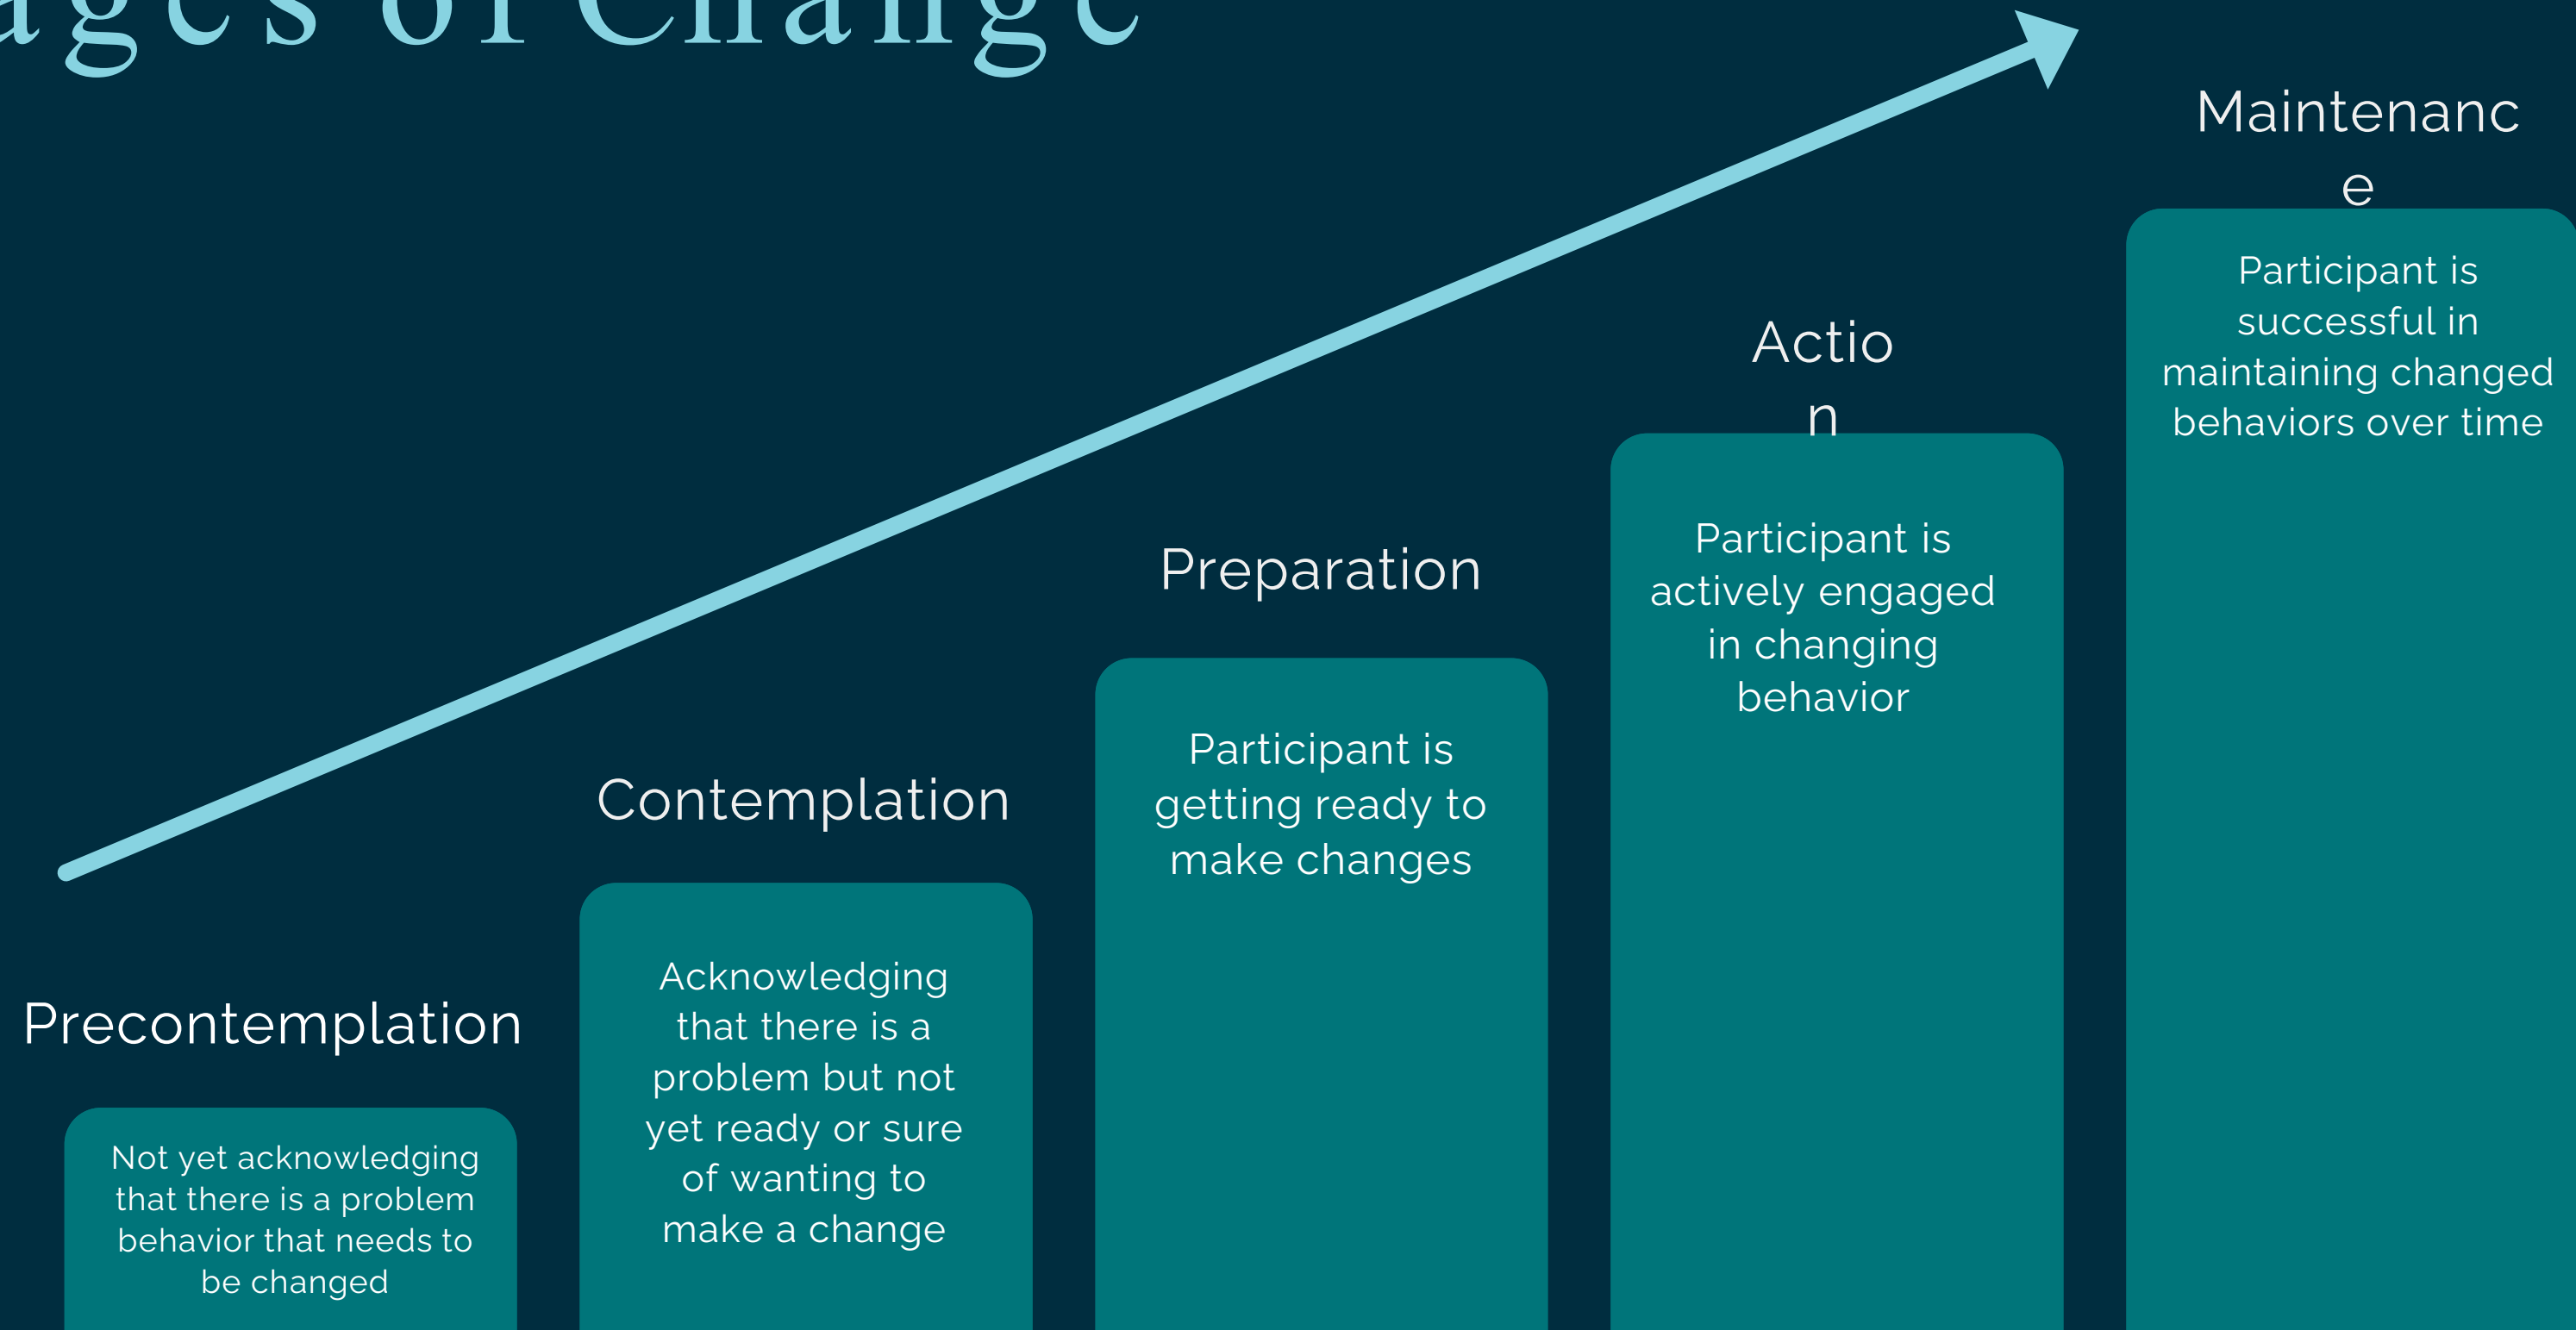 ages of Change
Maintenanc
e
Participant is
successful in
maintaining changed
behaviors over time
Actio
n
Participant is
actively engaged
in changing
behavior
Preparation
Participant is
getting ready to
make changes
Contemplation
Acknowledging
that there is a
problem but not
yet ready or sure
of wanting to
make a change
Precontemplation
Not yet acknowledging
that there is a problem
behavior that needs to
be changed